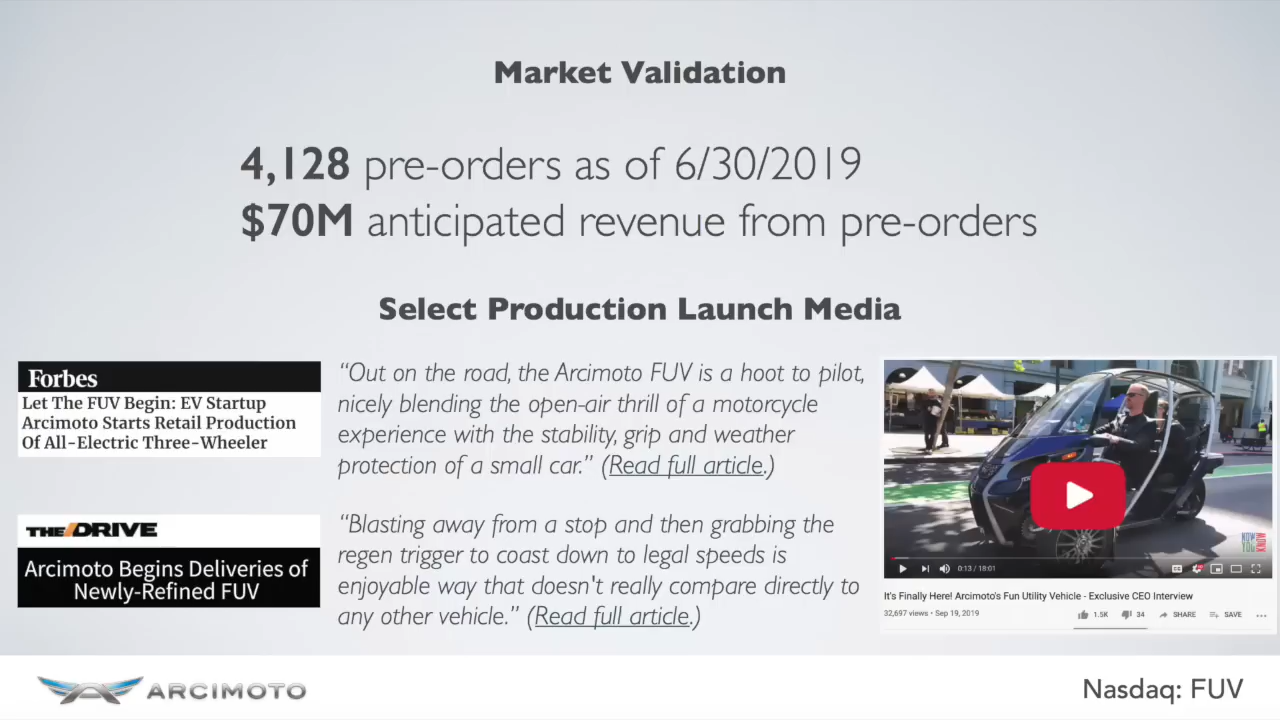 Market Validation
4,128 pre-orders as of 6/30/2019
$70M anticipated revenue from pre-orders
Select Production Launch Media
Forbes
Let The FUV Begin: EV Startup
Arcimoto Starts Retail Production
Of All-Electric Three-Wheeler
“Out on the road, the Arcimoto FUV is a hoot to pilot,
nicely blending the open-air thrill of a motorcycle
experience with the stability, grip and weather
protection of a small car.” (Read full article.)
THE/DRIVE
Arcimoto Begins Deliveries of
Newly-Refined FUV
“Blasting away from a stop and then grabbing the
regen trigger to coast down to legal speeds is
enjoyable way that doesn't really compare directly to
any other vehicle.” (Read full article.)
NOW
YOU
KNOW
0:13 / 18:01
It's Finally Here! Arcimoto's Fun Utility Vehicle - Exclusive CEO Interview
32,697 views • Sep 19, 2019
1.5K 34 SHARE SAVE
ARCIMOTO
Nasdaq: FUV